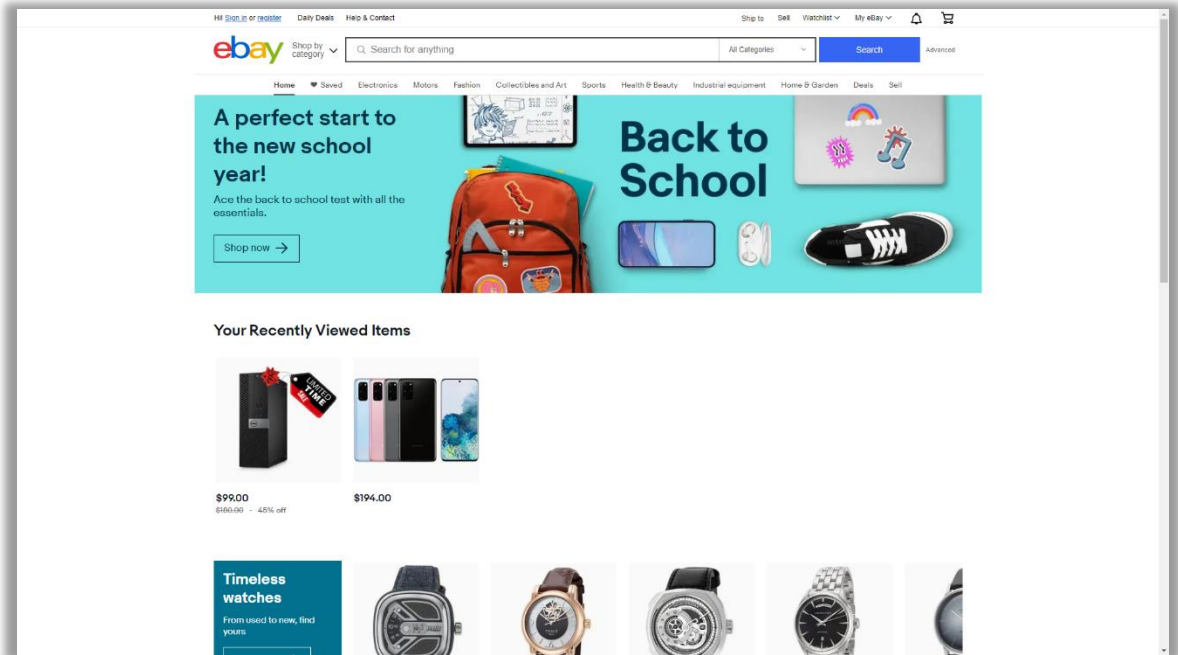 Hi! Sign in or register Daily Deals Help & Contact Ship to Sell Watchlist My eBay
ebay Shop by category Search for anything All Categories Search Advanced
Home Saved Electronics Motors Fashion Collectibles and Art Sports Health & Beauty Industrial equipment Home & Garden Deals Sell
A perfect start to
the new school
year!
Ace the back to school test with all the
essentials.
Shop now
Back to
School
Your Recently Viewed Items
LIMITED
TIME
SALE
$99.00
$180.00 - 45% off
$194.00
Timeless
watches
From used to new, find
yours